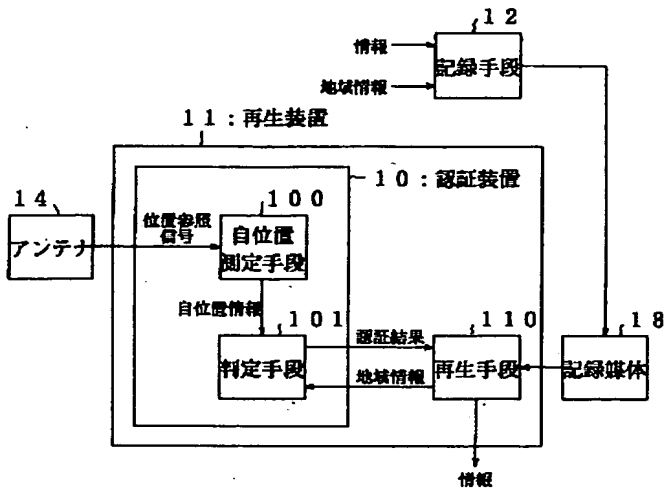 12
情報
地域情報
記録手段
11：再生装置
10：認証装置
14
アンテナ
位置参照
信号
100
自位置
測定手段
自位置情報
101
判定手段
認証結果
地域情報
110
再生手段
18
記録媒体
情報